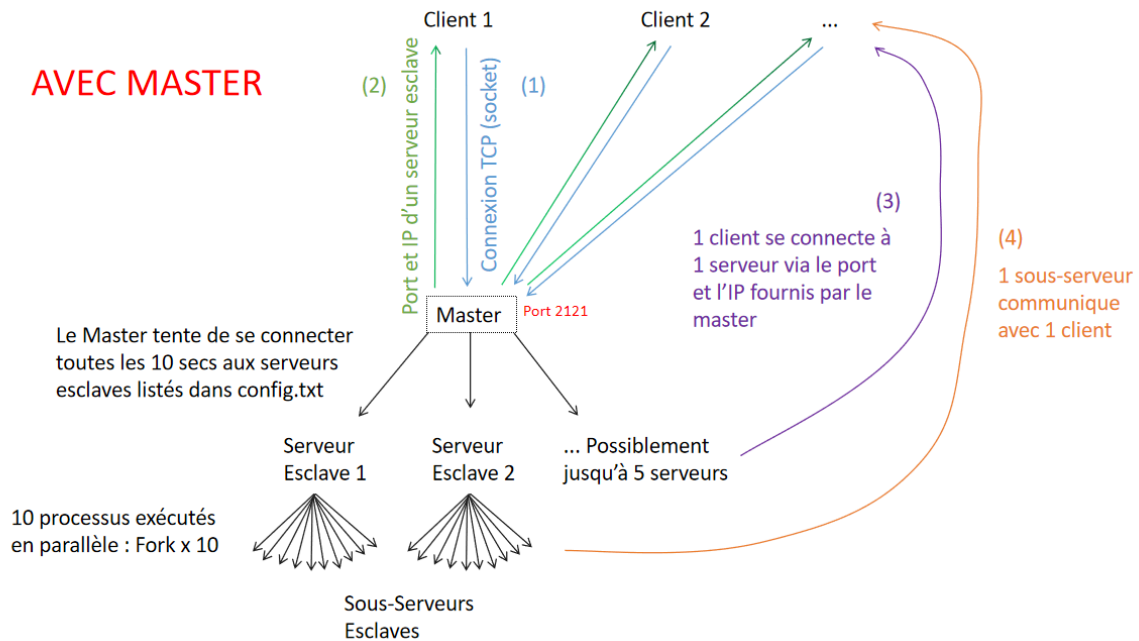 Client 1
Client 2
...
AVEC MASTER
(2)
Port et IP d'un serveur esclave
Connexion TCP (socket)
(1)
(3)
1 client se connecte à
1 serveur via le port
et l'IP fournis par le
master
(4)
1 sous-serveur
communique
avec 1 client
Master
Port 2121
Le Master tente de se connecter
toutes les 10 secs aux serveurs
esclaves listés dans config.txt
Serveur
Esclave 1
Serveur
Esclave 2
... Possiblement
jusqu'à 5 serveurs
10 processus exécutés
en parallèle : Fork x 10
Sous-Serveurs
Esclaves